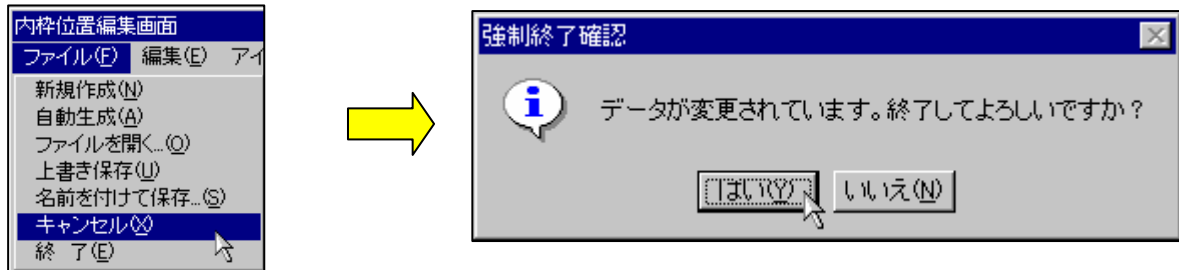 内枠位置編集画面
ファイル(F) 編集(E) アイ
新規作成(N)
自動生成(A)
ファイルを開く...(O)
上書き保存(U)
名前を付けて保存...(S)
キャンセル(X)
終 了(E)
強制終了確認
データが変更されています。終了してよろしいですか？
はい(Y) いいえ(N)